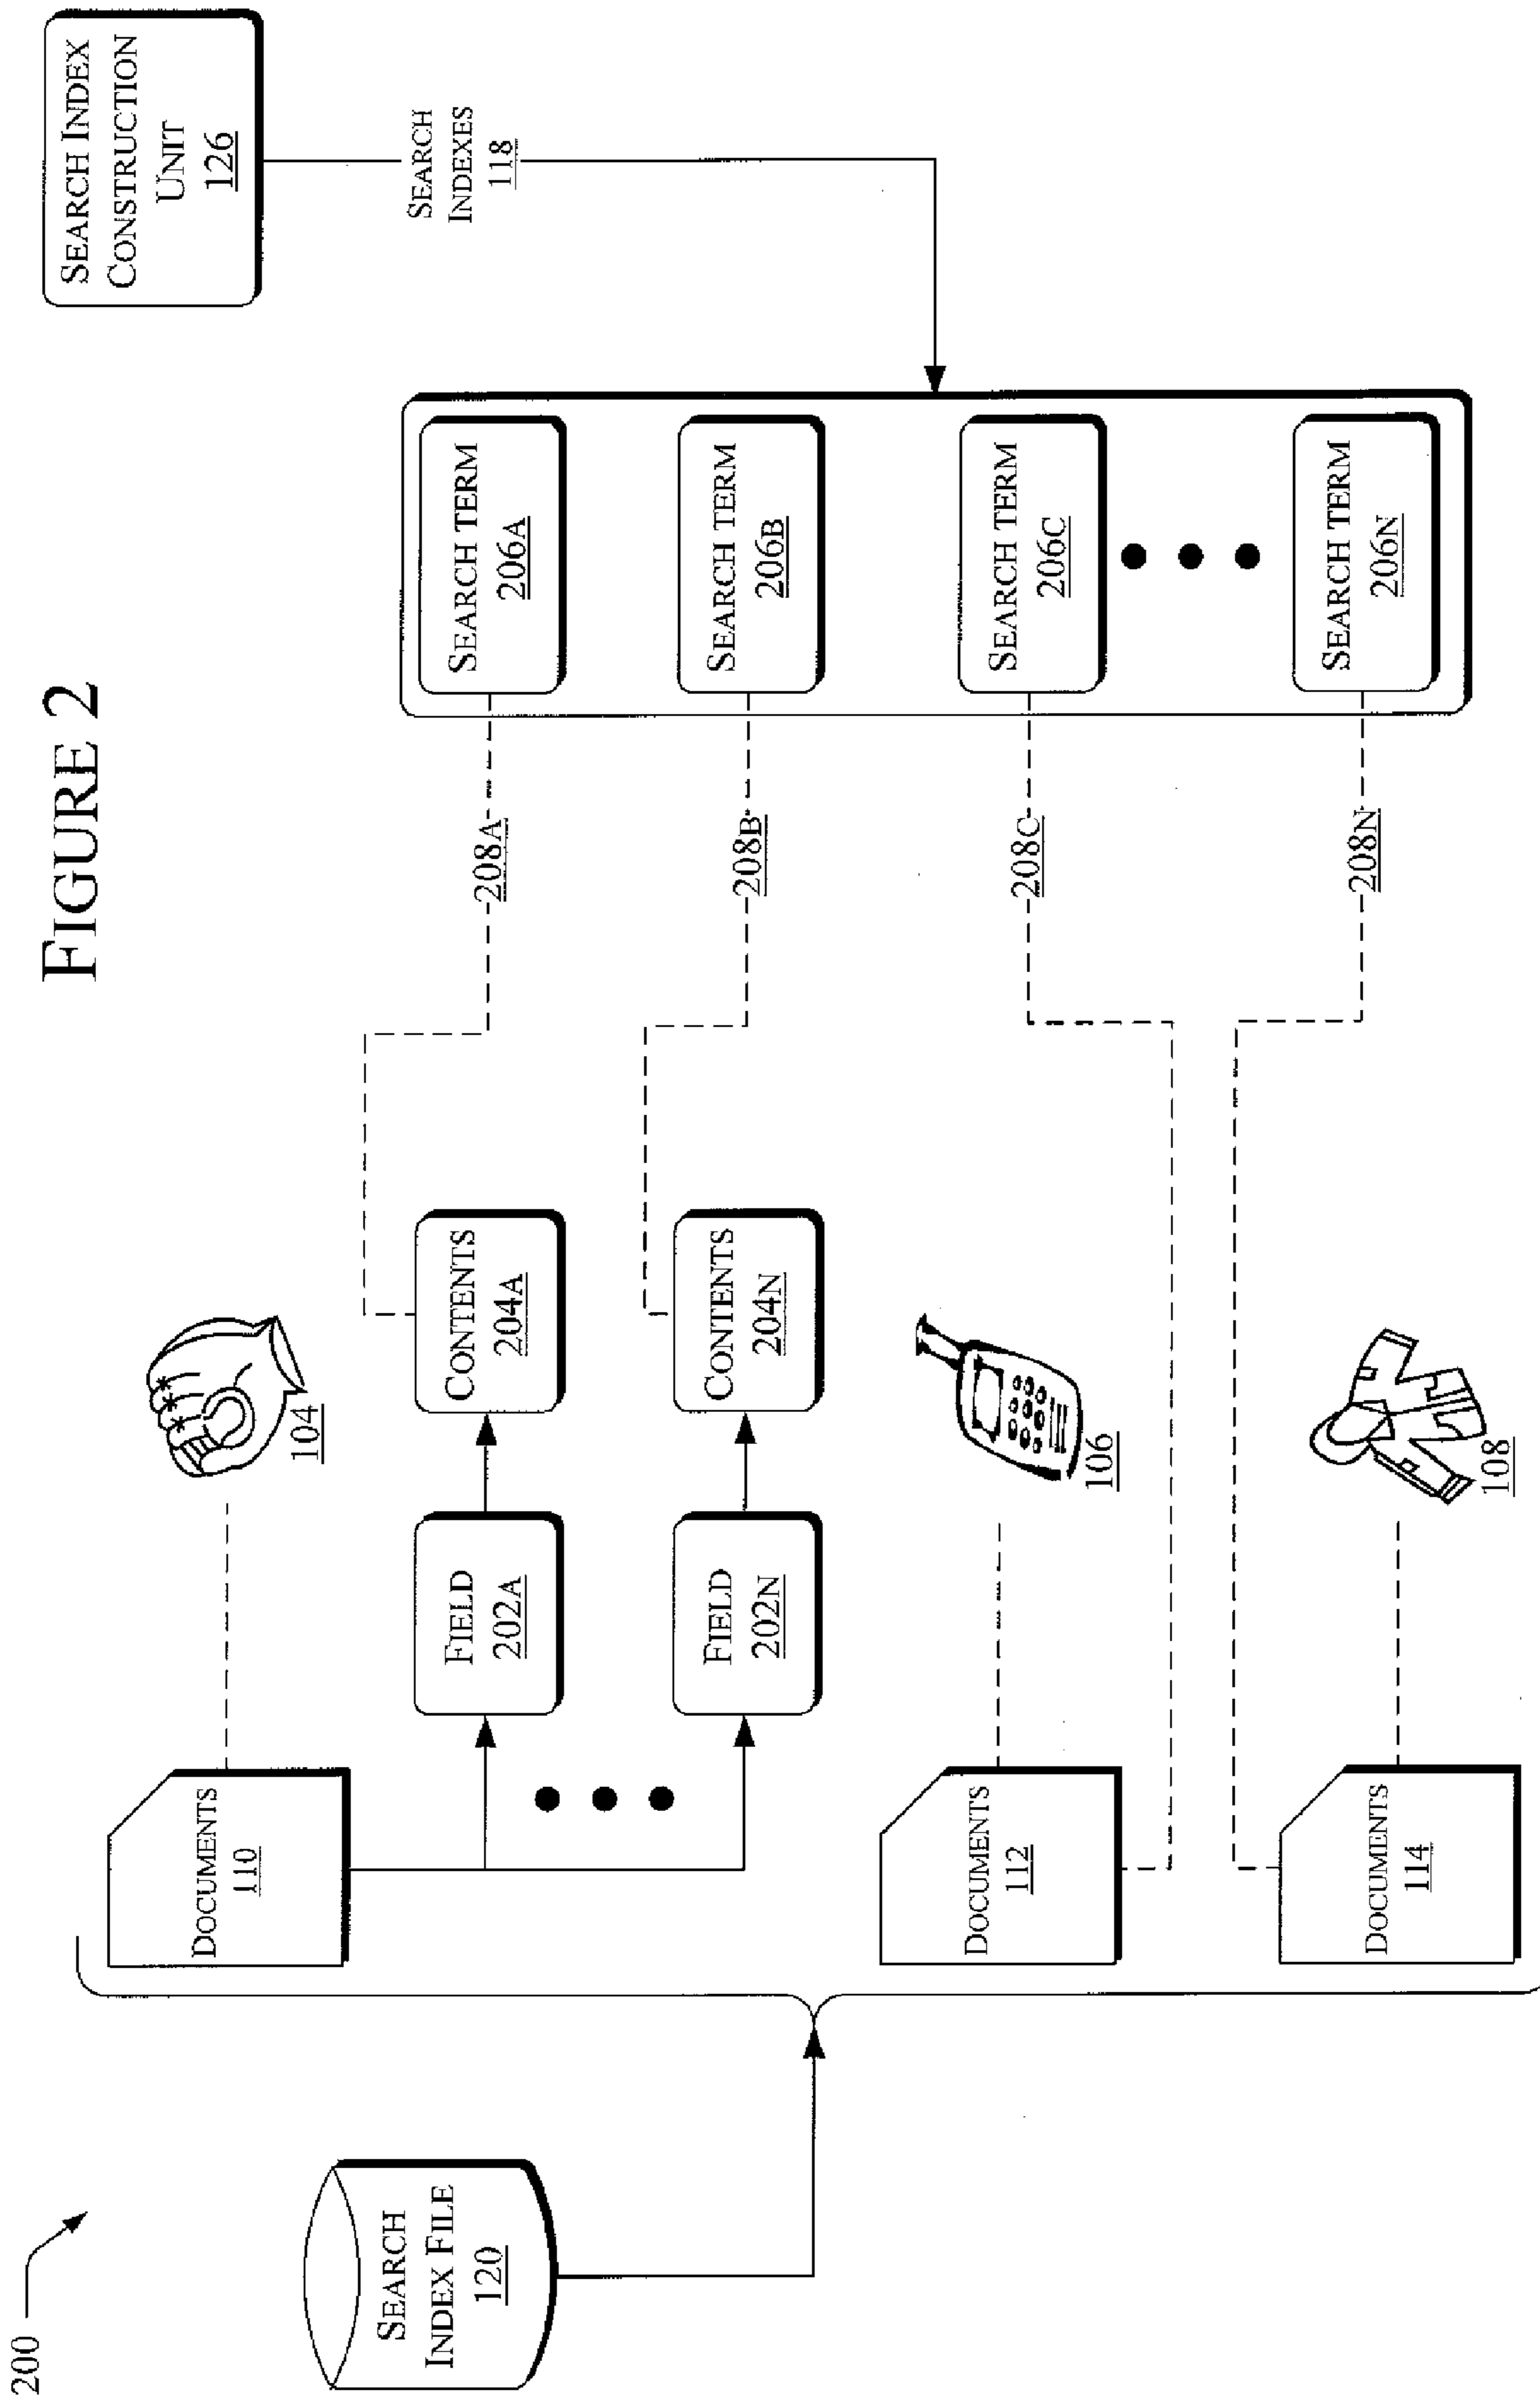 200
FIGURE 2
SEARCH
INDEX FILE
120
DOCUMENTS
110
104
FIELD
202A
CONTENTS
204A
208A
SEARCH TERM
206A
FIELD
202N
CONTENTS
204N
208B
SEARCH TERM
206B
DOCUMENTS
112
106
208C
SEARCH TERM
206C
DOCUMENTS
114
108
208N
SEARCH TERM
206N
SEARCH
INDEXES
118
SEARCH INDEX
CONSTRUCTION
UNIT
126